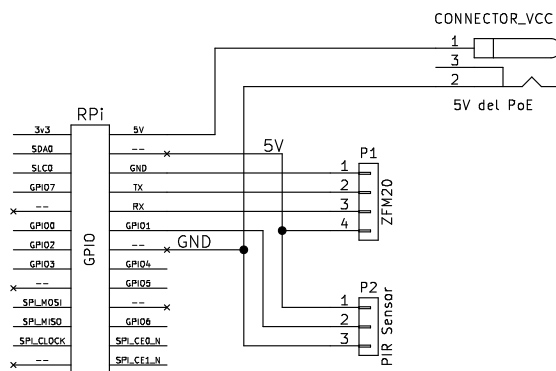 CONNECTOR_VCC
1
3
2
5V del PoE
RPi
GPIO
3v3 5V
SDA0 -- 5V
SLC0 GND
GPIO7 TX
-- RX
GPIO0 GPIO1
GPIO2 -- GND
GPIO3 GPIO4
-- GPIO5
SPI_MOSI --
SPI_MISO GPIO6
SPI_CLOCK SPI_CE0_N
-- SPI_CE1_N
P1
1
2
3
4
ZFM20
P2
1
2
3
PIR Sensor